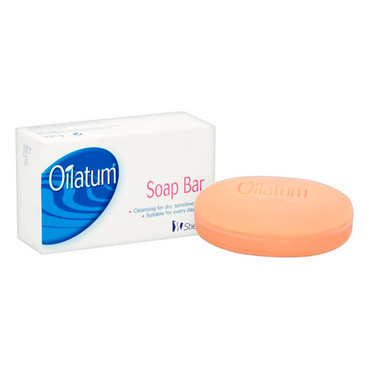 Oilatum®
Soap Bar
• Cleansing for dry, sensitive
• Suitable for every day
Stie
Oilatum